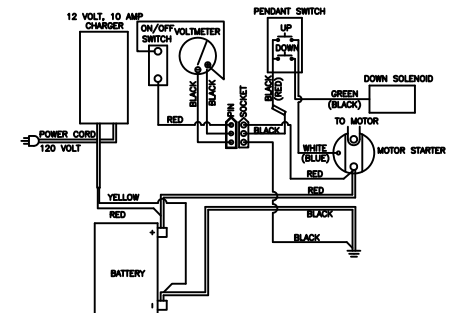 12 VOLT, 10 AMP
CHARGER
ON/OFF
SWITCH
VOLTMETER
PENDANT SWITCH
UP
DOWN
BLACK
(RED)
BLACK
BLACK
GREEN
(BLACK)
DOWN SOLENOID
PIN
SOCKET
RED
BLACK
TO MOTOR
WHITE
(BLUE)
MOTOR STARTER
POWER CORD
120 VOLT
RED
RED
YELLOW
RED
BLACK
BLACK
+
BATTERY
-